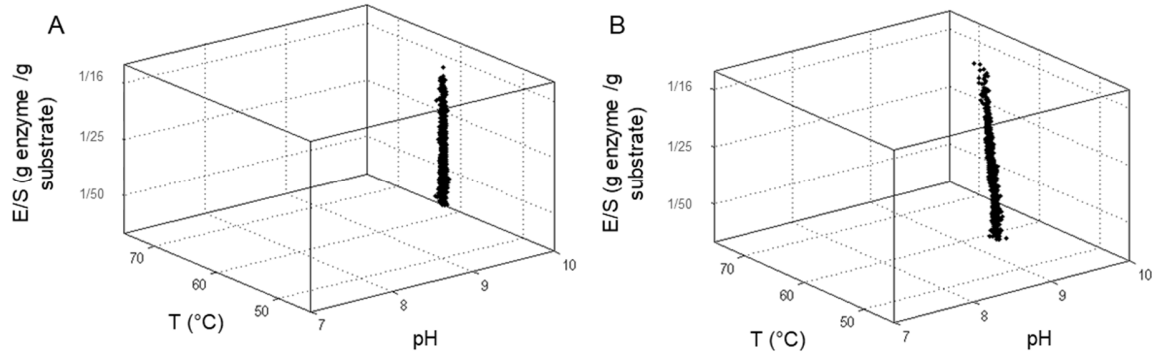 A
E/S (g enzyme /g
substrate)
1/16
1/25
1/50
70
60
50
T (°C)
7
8
9
10
pH
B
E/S (g enzyme /g
substrate)
1/16
1/25
1/50
70
60
50
T (°C)
7
8
9
10
pH